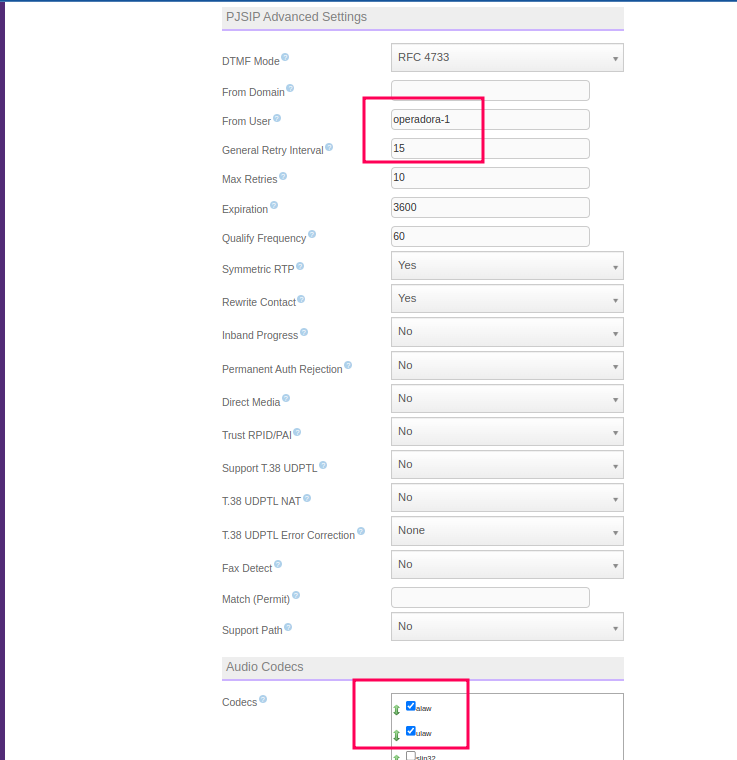 PJSIP Advanced Settings
DTMF Mode RFC 4733
From Domain
From User operadora-1
General Retry Interval 15
Max Retries 10
Expiration 3600
Qualify Frequency 60
Symmetric RTP Yes
Rewrite Contact Yes
Inband Progress No
Permanent Auth Rejection No
Direct Media No
Trust RPID/PAI No
Support T.38 UDPTL No
T.38 UDPTL NAT No
T.38 UDPTL Error Correction None
Fax Detect No
Match (Permit)
Support Path No
Audio Codecs
Codecs alaw
ulaw
slin32